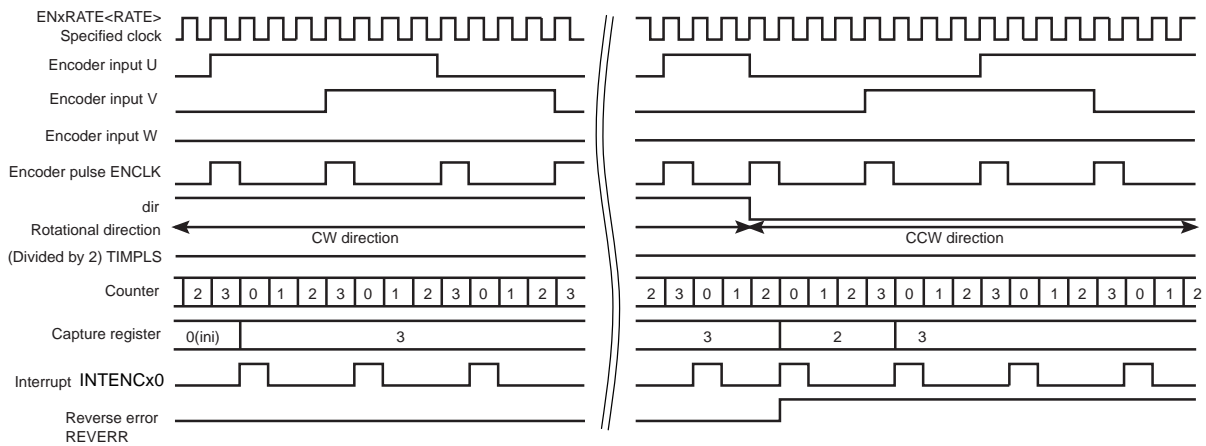 ENxRATE<RATE>
Specified clock
Encoder input U
Encoder input V
Encoder input W
Encoder pulse ENCLK
dir
Rotational direction
CW direction
CCW direction
(Divided by 2) TIMPLS
Counter
2 3 0 1 2 3 0 1 2 3 0 1 2 3
2 3 0 1 2 0 1 2 3 0 1 2 3 0 1 2 3 0 1 2
Capture register
0(ini) 3
3 2 3
Interrupt INTENCx0
Reverse error
REVERR